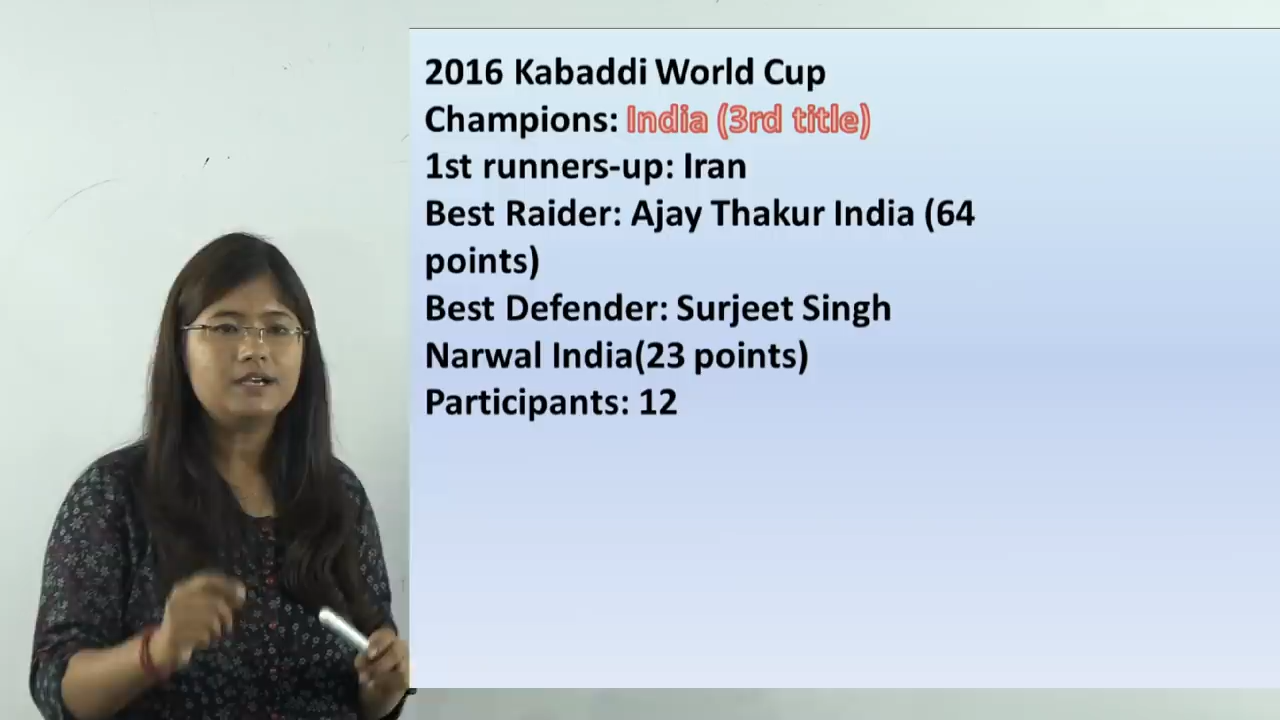 2016 Kabaddi World Cup
Champions: India (3rd title)
1st runners-up: Iran
Best Raider: Ajay Thakur India (64
points)
Best Defender: Surjeet Singh
Narwal India(23 points)
Participants: 12